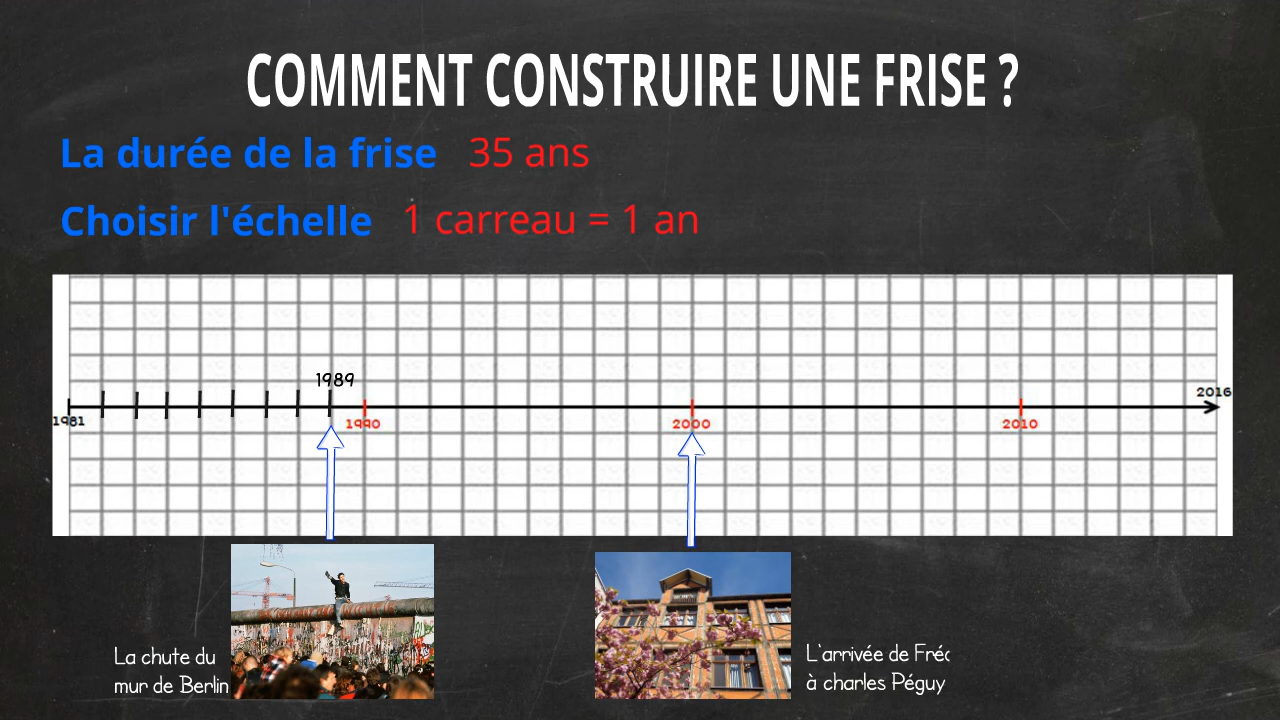 COMMENT CONSTRUIRE UNE FRISE ?
La durée de la frise 35 ans
Choisir l'échelle 1 carreau = 1 an
1989
2016
1981
1990
2000
2010
La chute du
mur de Berlin
L'arrivée de
à charles Péguy